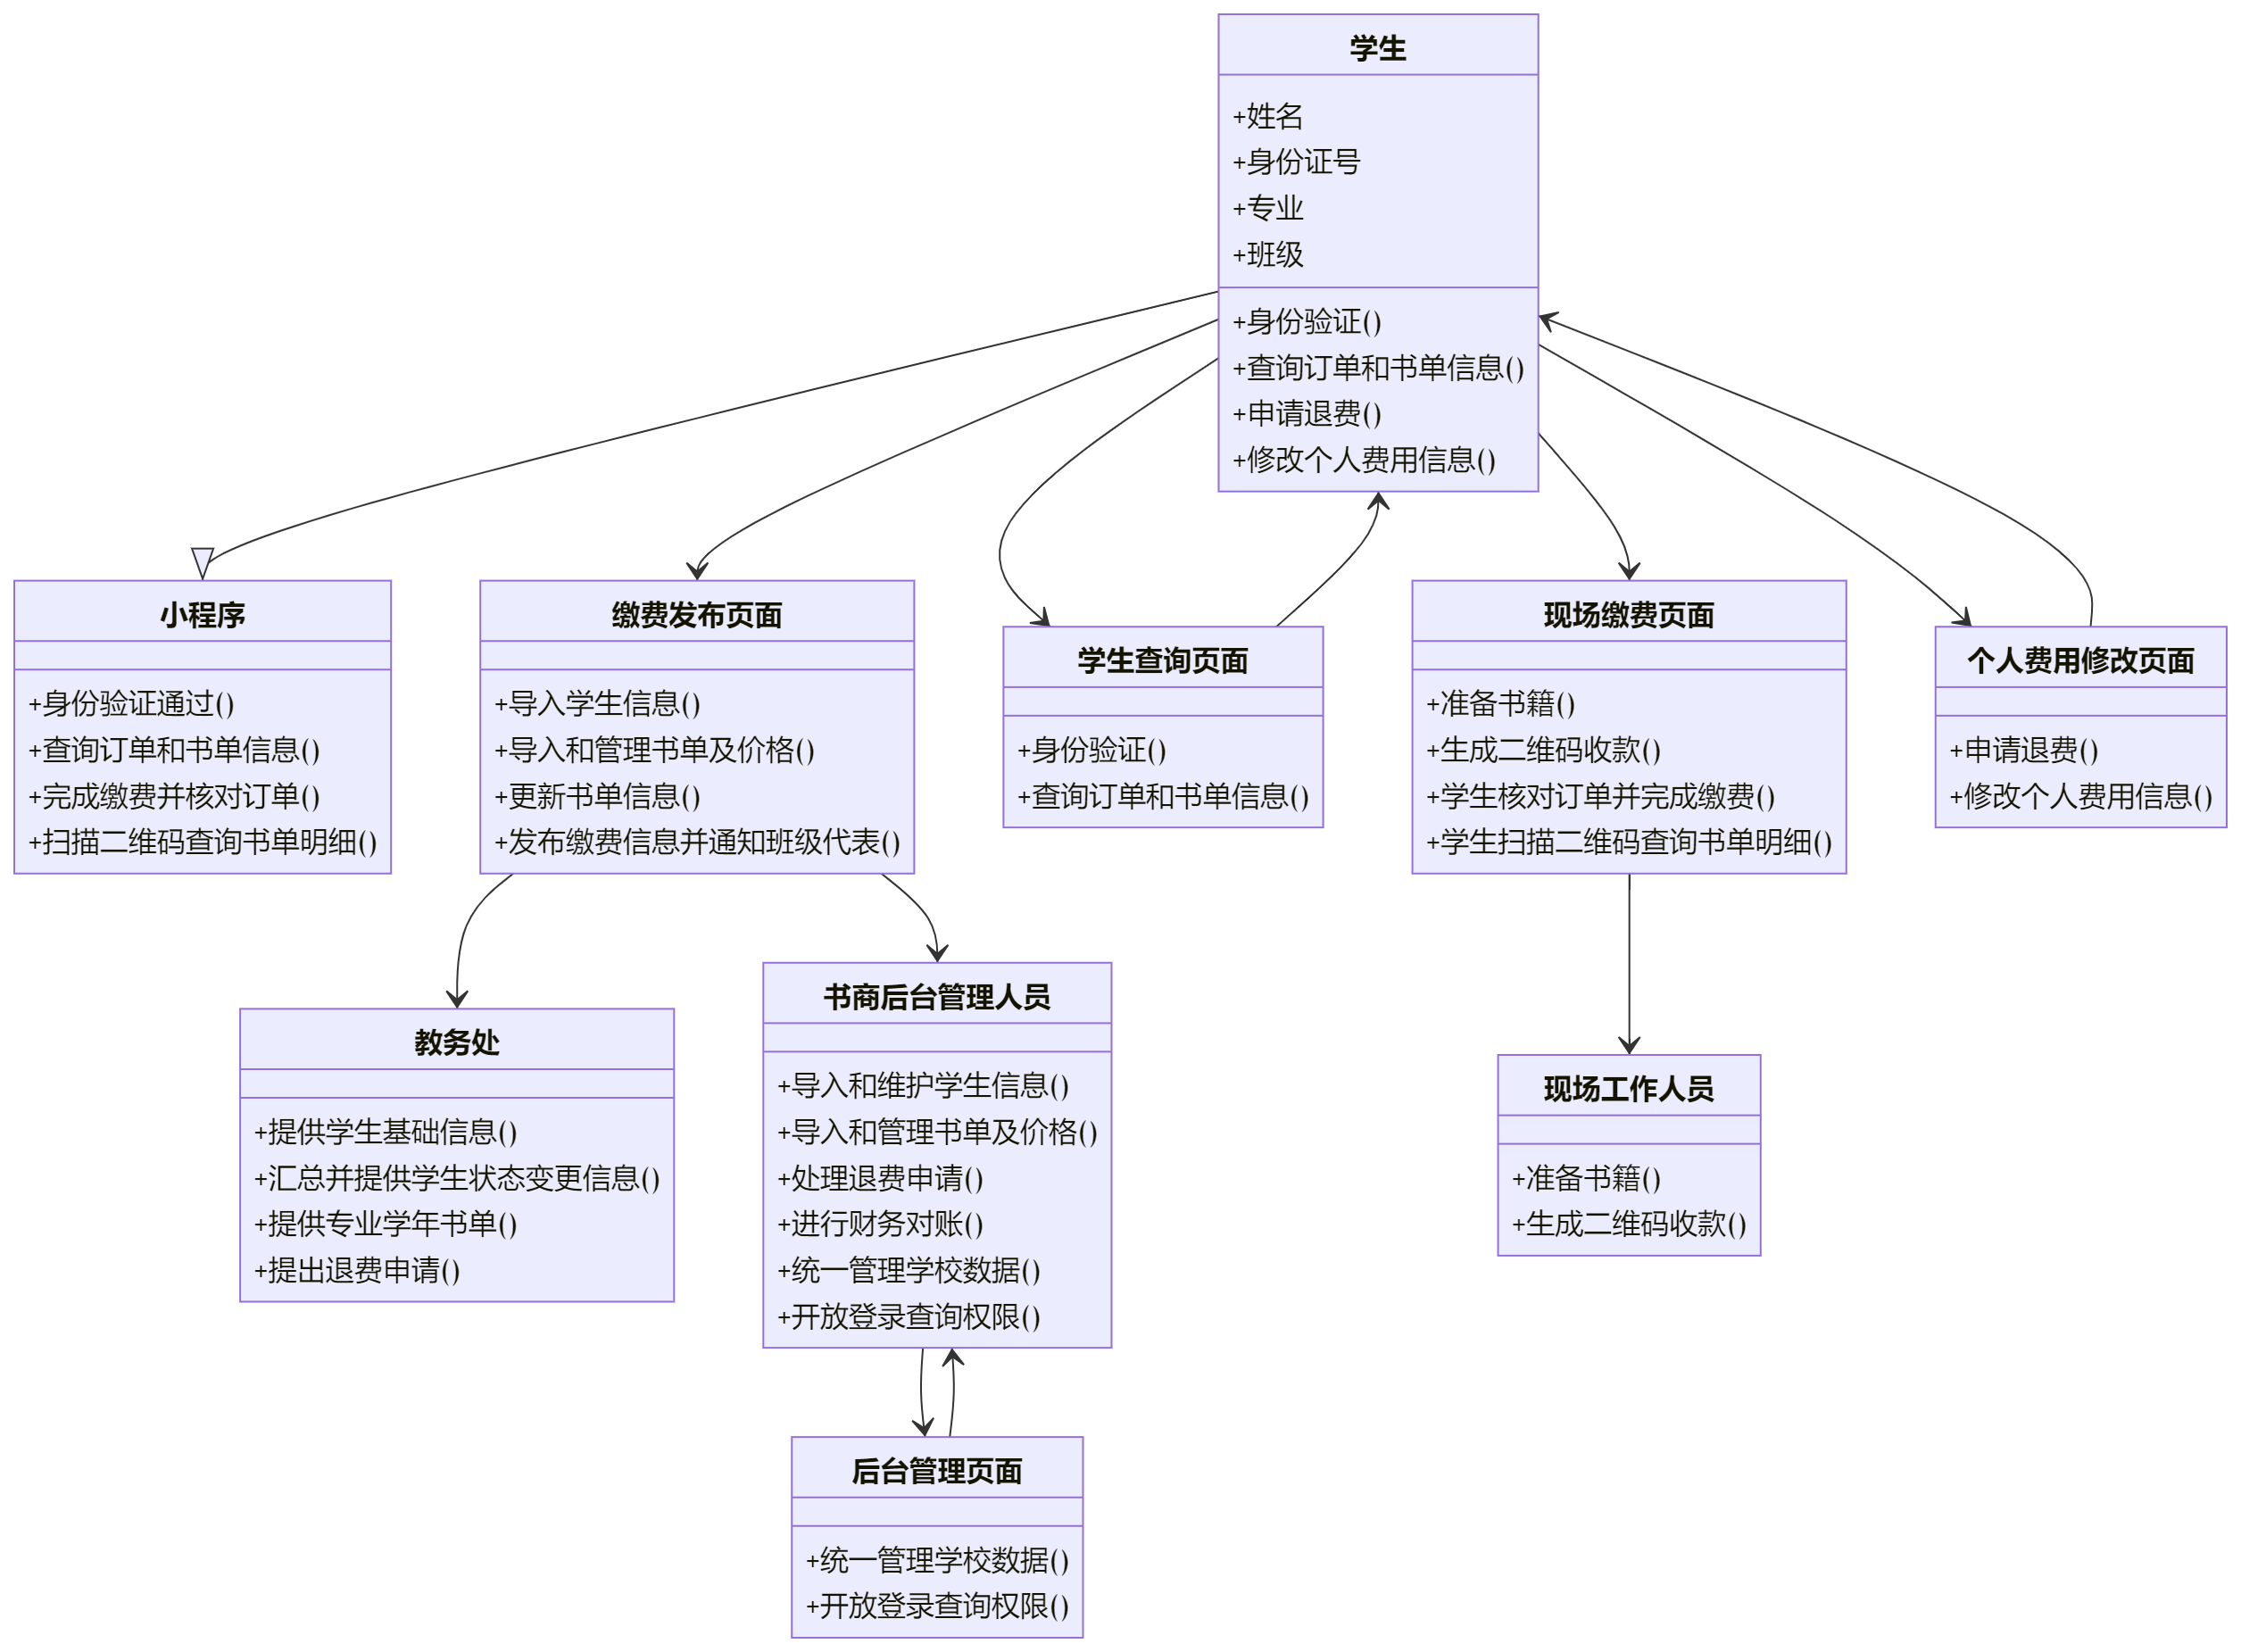 学生
+姓名
+身份证号
+专业
+班级
+身份验证()
+查询订单和书单信息()
+申请退费()
+修改个人费用信息()
小程序
+身份验证通过()
+查询订单和书单信息()
+完成缴费并核对订单()
+扫描二维码查询书单明细()
缴费发布页面
+导入学生信息()
+导入和管理书单及价格()
+更新书单信息()
+发布缴费信息并通知班级代表()
学生查询页面
+身份验证()
+查询订单和书单信息()
现场缴费页面
+准备书籍()
+生成二维码收款()
+学生核对订单并完成缴费()
+学生扫描二维码查询书单明细()
个人费用修改页面
+申请退费()
+修改个人费用信息()
教务处
+提供学生基础信息()
+汇总并提供学生状态变更信息()
+提供专业学年书单()
+提出退费申请()
书商后台管理人员
+导入和维护学生信息()
+导入和管理书单及价格()
+处理退费申请()
+进行财务对账()
+统一管理学校数据()
+开放登录查询权限()
现场工作人员
+准备书籍()
+生成二维码收款()
后台管理页面
+统一管理学校数据()
+开放登录查询权限()